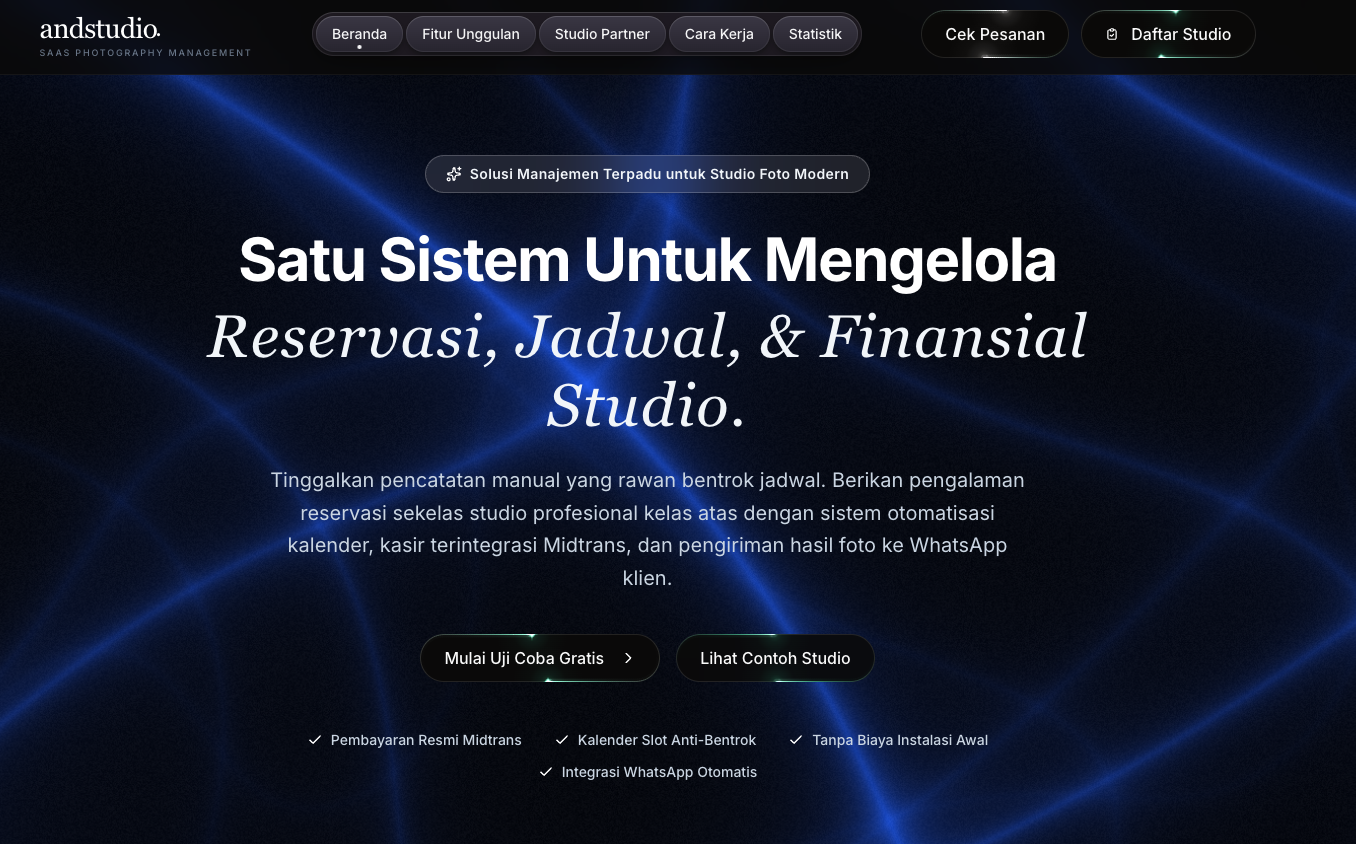 andstudio.
SAAS PHOTOGRAPHY MANAGEMENT
Beranda
Fitur Unggulan
Studio Partner
Cara Kerja
Statistik
Cek Pesanan
Daftar Studio
Solusi Manajemen Terpadu untuk Studio Foto Modern
Satu Sistem Untuk Mengelola
Reservasi, Jadwal, & Finansial
Studio.
Tinggalkan pencatatan manual yang rawan bentrok jadwal. Berikan pengalaman
reservasi sekelas studio profesional kelas atas dengan sistem otomatisasi
kalender, kasir terintegrasi Midtrans, dan pengiriman hasil foto ke WhatsApp
klien.
Mulai Uji Coba Gratis
Lihat Contoh Studio
Pembayaran Resmi Midtrans
Kalender Slot Anti-Bentrok
Tanpa Biaya Instalasi Awal
Integrasi WhatsApp Otomatis